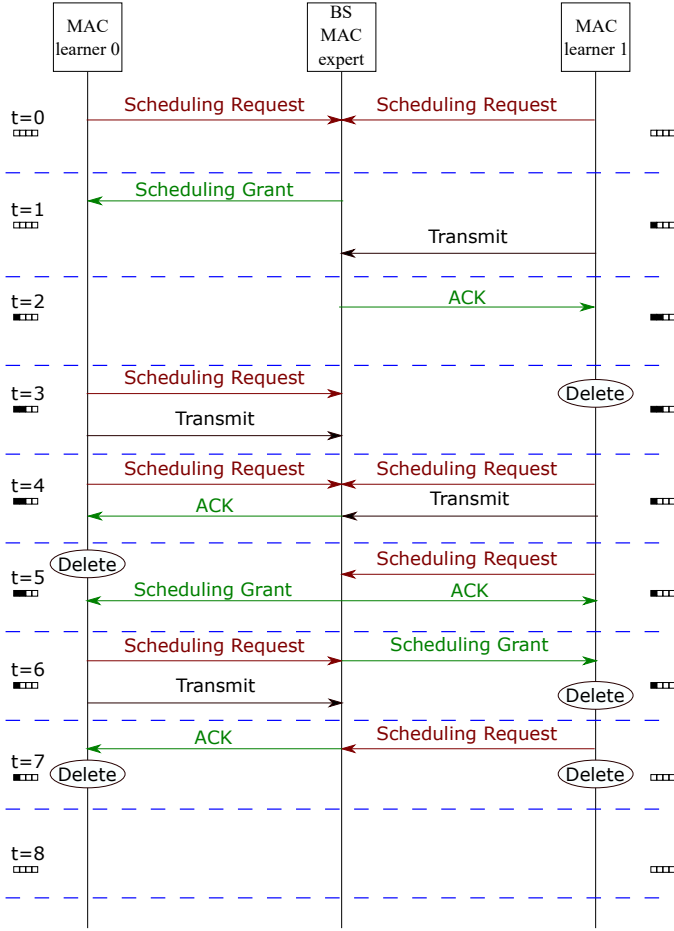 MAC
learner 0
BS
MAC
expert
MAC
learner 1
t=0
Scheduling Request
Scheduling Request
t=1
Scheduling Grant
Transmit
t=2
ACK
t=3
Scheduling Request
Delete
Transmit
t=4
Scheduling Request
Scheduling Request
ACK
Transmit
Delete
Scheduling Request
t=5
Scheduling Grant
ACK
t=6
Scheduling Request
Scheduling Grant
Transmit
Delete
ACK
Scheduling Request
t=7
Delete
Delete
t=8